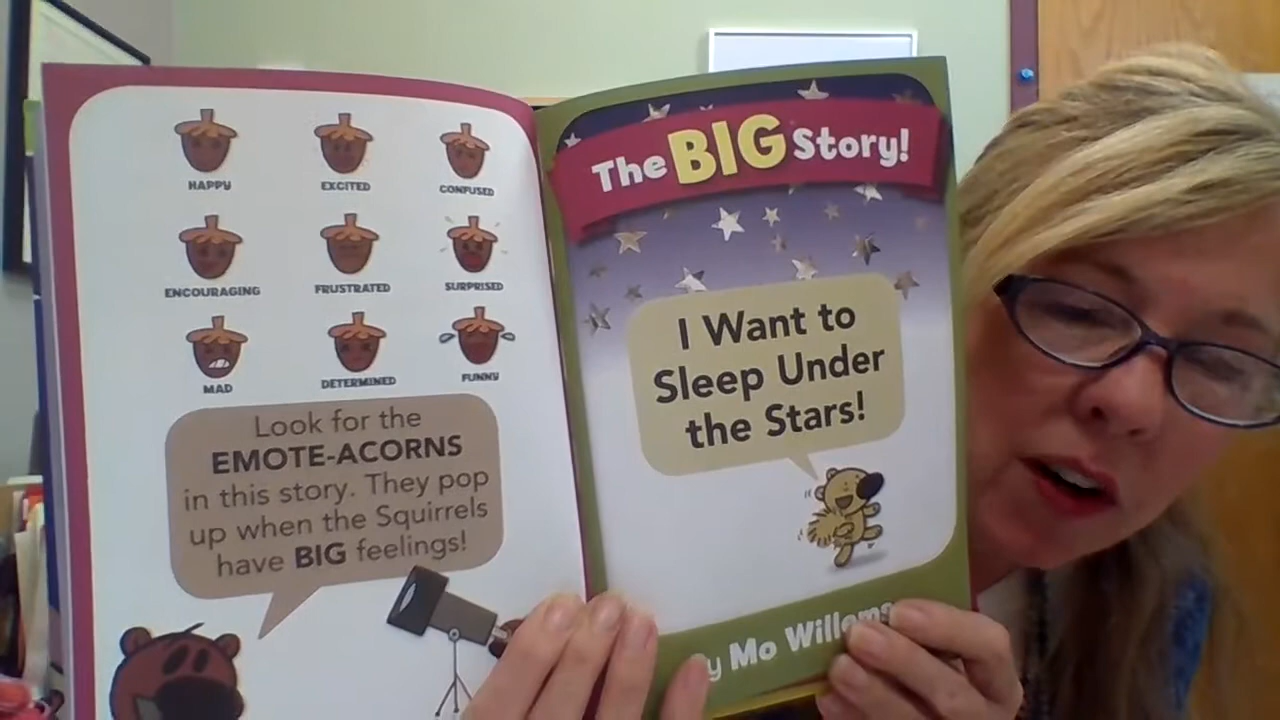 HAPPY
EXCITED
CONFUSED
ENCOURAGING
FRUSTRATED
SURPRISED
MAD
DETERMINED
FUNNY
Look for the
EMOTE-ACORNS
in this story. They pop
up when the Squirrels
have BIG feelings!
The BIG Story!
I Want to
Sleep Under
the Stars!
Mo Willems